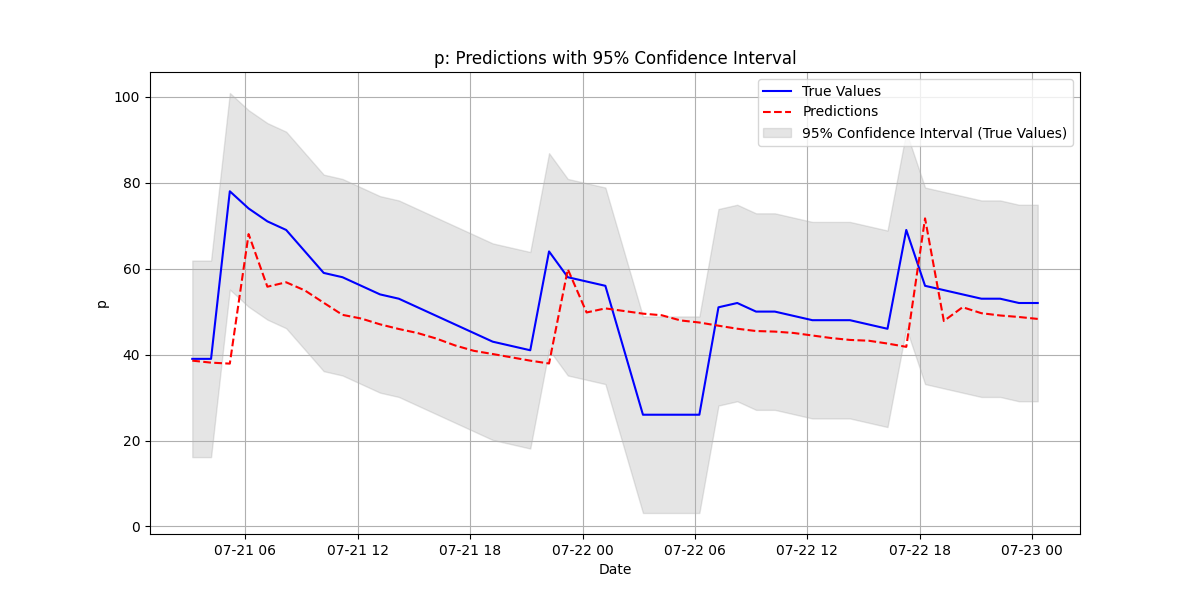 p: Predictions with 95% Confidence Interval
True Values
Predictions
95% Confidence Interval (True Values)
100
80
60
40
20
0
p
07-21 06 07-21 12 07-21 18 07-22 00 07-22 06 07-22 12 07-22 18 07-23 00
Date